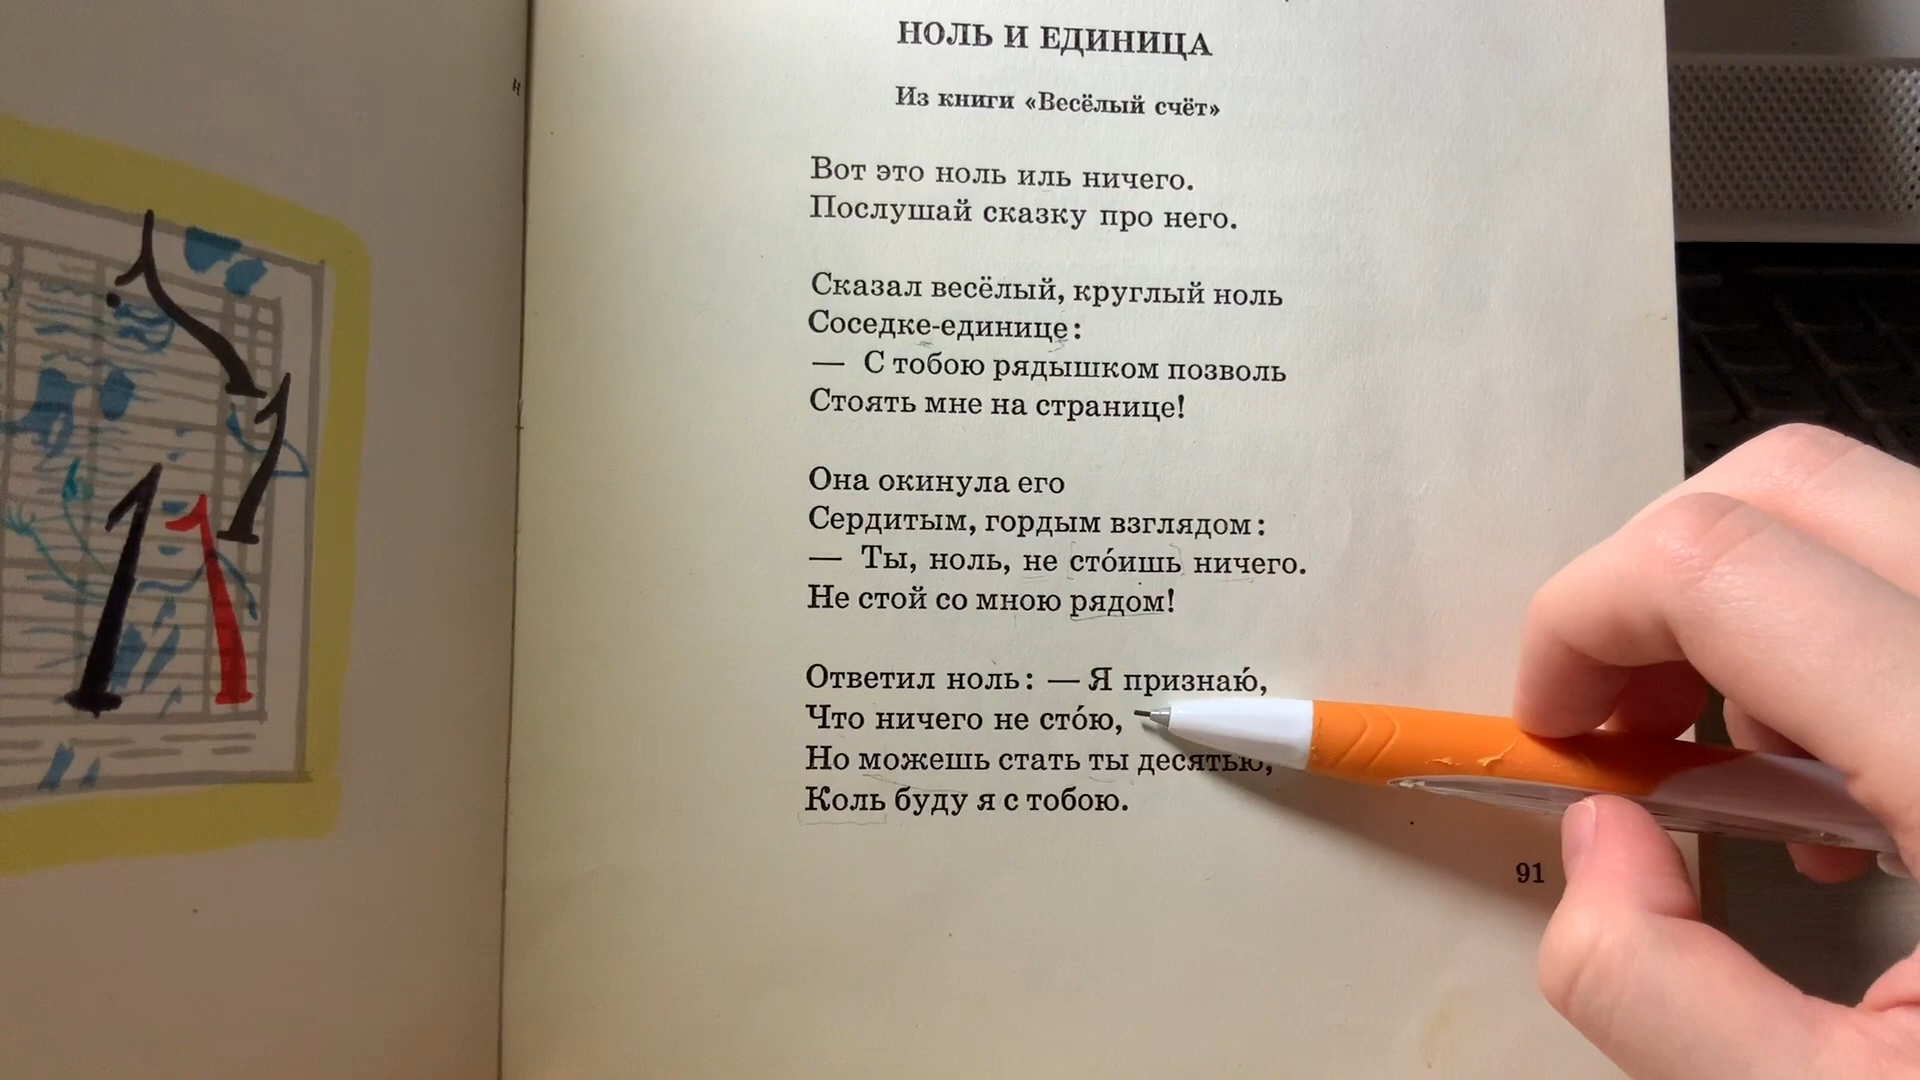 НОЛЬ И ЕДИНИЦА
Из книги «Весёлый счёт»
Вот это ноль иль ничего.
Послушай сказку про него.
Сказал весёлый, круглый ноль
Соседке-единице:
— С тобою рядышком позволь
Стоять мне на странице!
Она окинула его
Сердитым, гордым взглядом:
— Ты, ноль, не сто́ишь ничего.
Не стой со мною рядом!
Ответил ноль: — Я признаю́,
Что ничего не сто́ю,
Но можешь стать ты десятью,
Коль буду я с тобою.
91